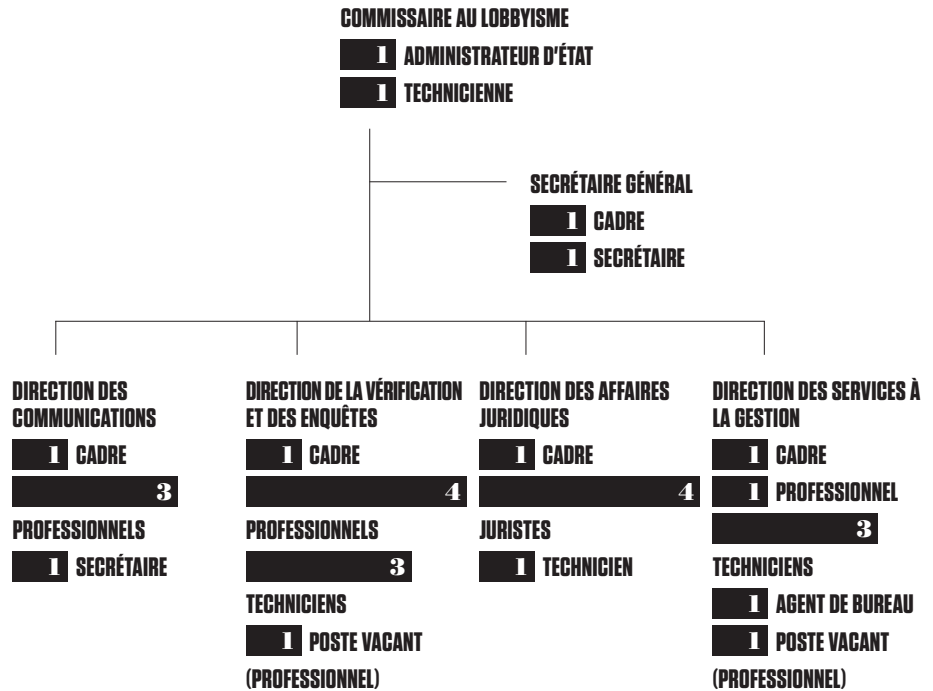 COMMISSAIRE AU LOBBYISME
1 ADMINISTRATEUR D'ÉTAT
1 TECHNICIENNE
SECRÉTAIRE GÉNÉRAL
1 CADRE
1 SECRÉTAIRE
DIRECTION DES
COMMUNICATIONS
1 CADRE
3
PROFESSIONNELS
1 SECRÉTAIRE
DIRECTION DE LA VÉRIFICATION
ET DES ENQUÊTES
1 CADRE
4
PROFESSIONNELS
3
TECHNICIENS
1 POSTE VACANT
(PROFESSIONNEL)
DIRECTION DES AFFAIRES
JURIDIQUES
1 CADRE
4
JURISTES
1 TECHNICIEN
DIRECTION DES SERVICES À
LA GESTION
1 CADRE
1 PROFESSIONNEL
3
TECHNICIENS
1 AGENT DE BUREAU
1 POSTE VACANT
(PROFESSIONNEL)